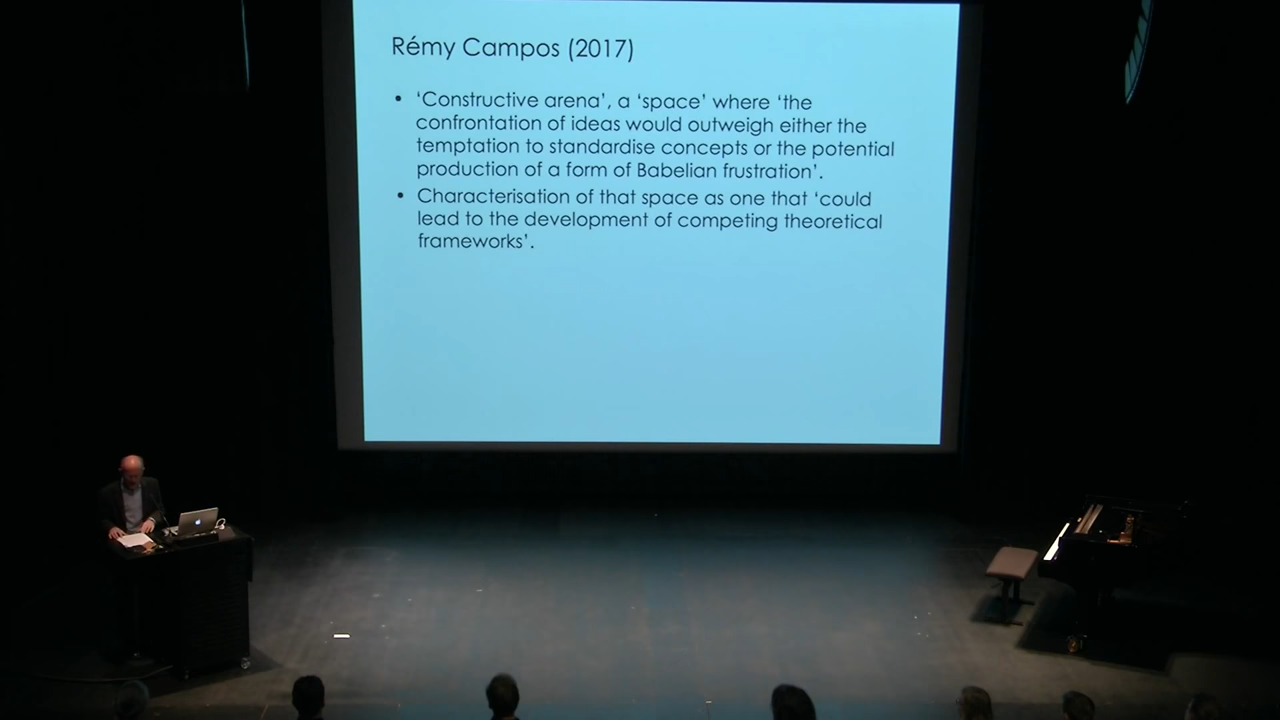 Rémy Campos (2017)
• ‘Constructive arena’, a ‘space’ where ‘the
confrontation of ideas would outweigh either the
temptation to standardise concepts or the potential
production of a form of Babelian frustration’.
• Characterisation of that space as one that ‘could
lead to the development of competing theoretical
frameworks’.